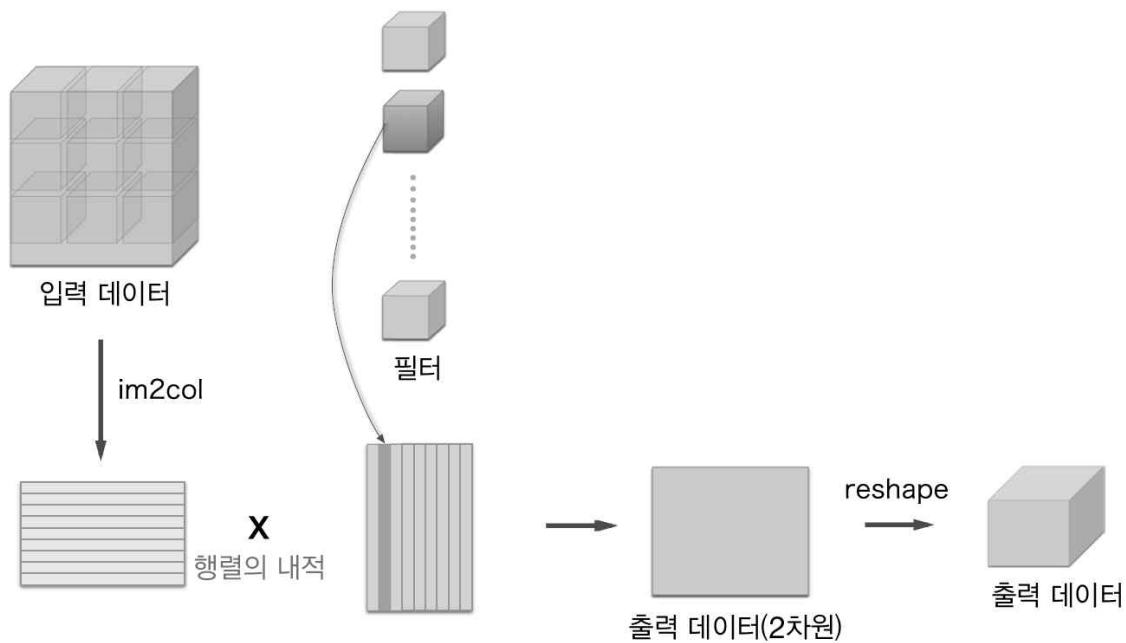 입력 데이터
필터
im2col
X
행렬의 내적
reshape
출력 데이터(2차원)
출력 데이터